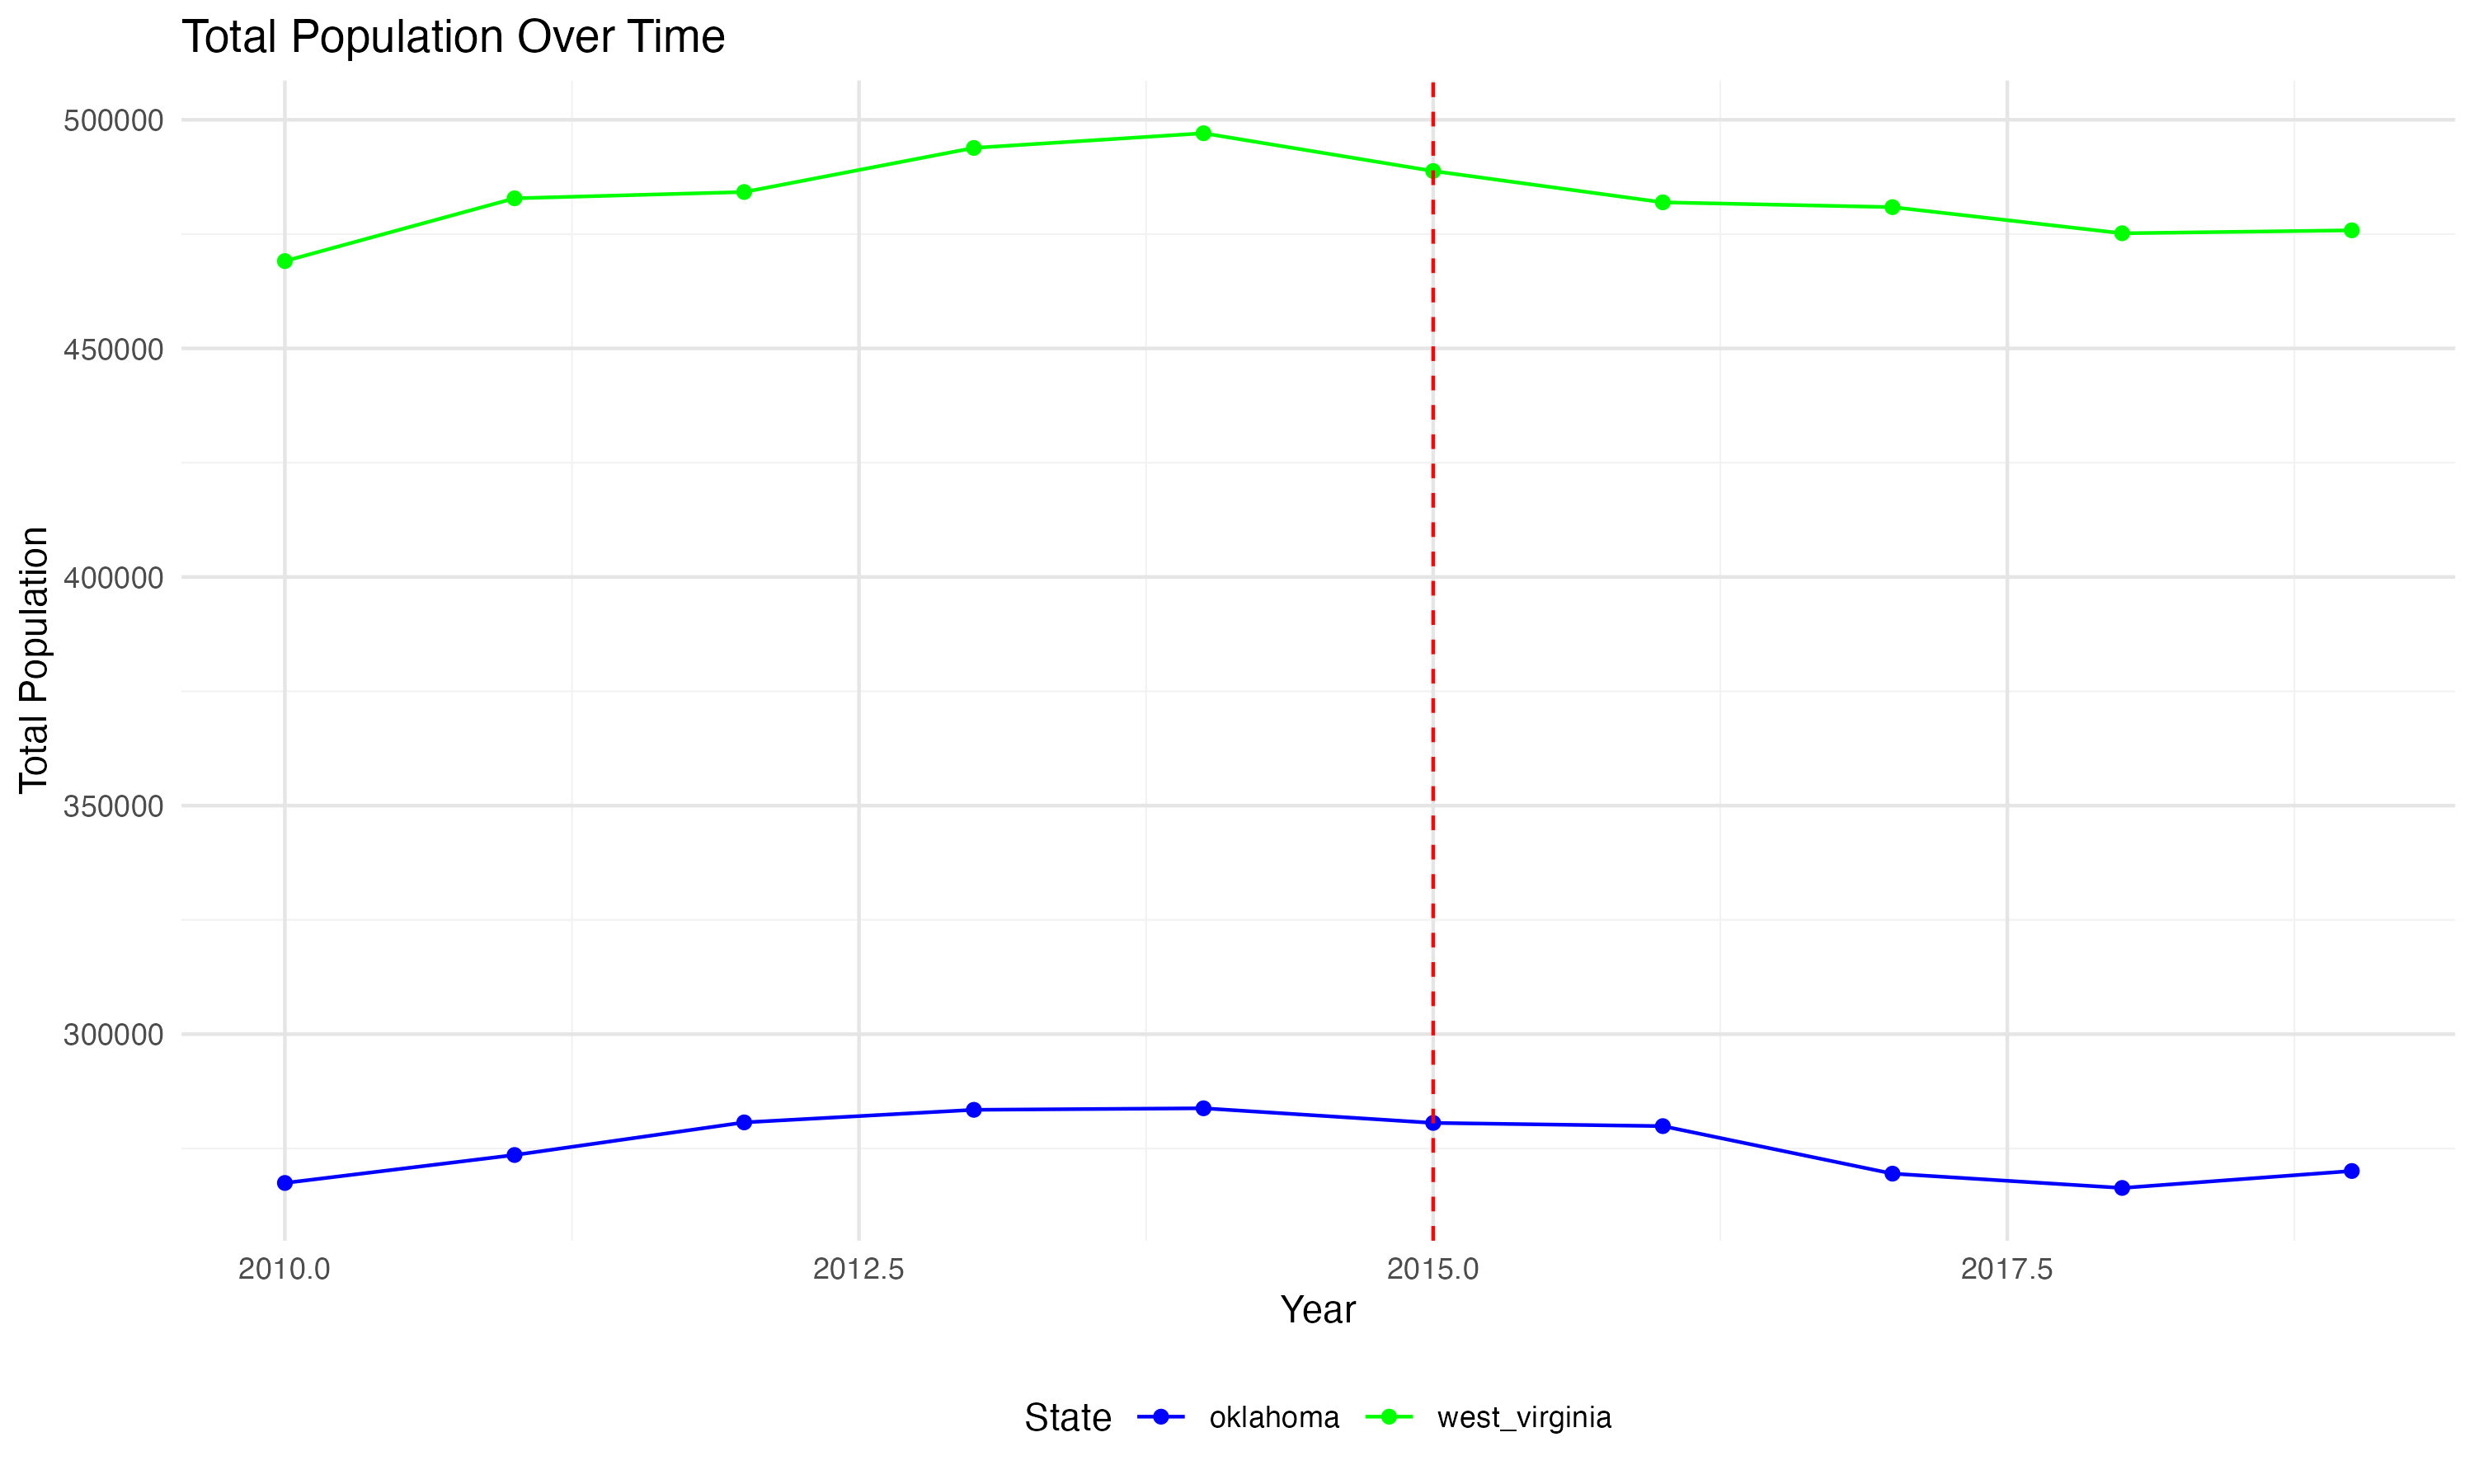 Total Population Over Time
500000
450000
400000
350000
300000
Total Population
2010.0 2012.5 2015.0 2017.5
Year
State oklahoma west_virginia